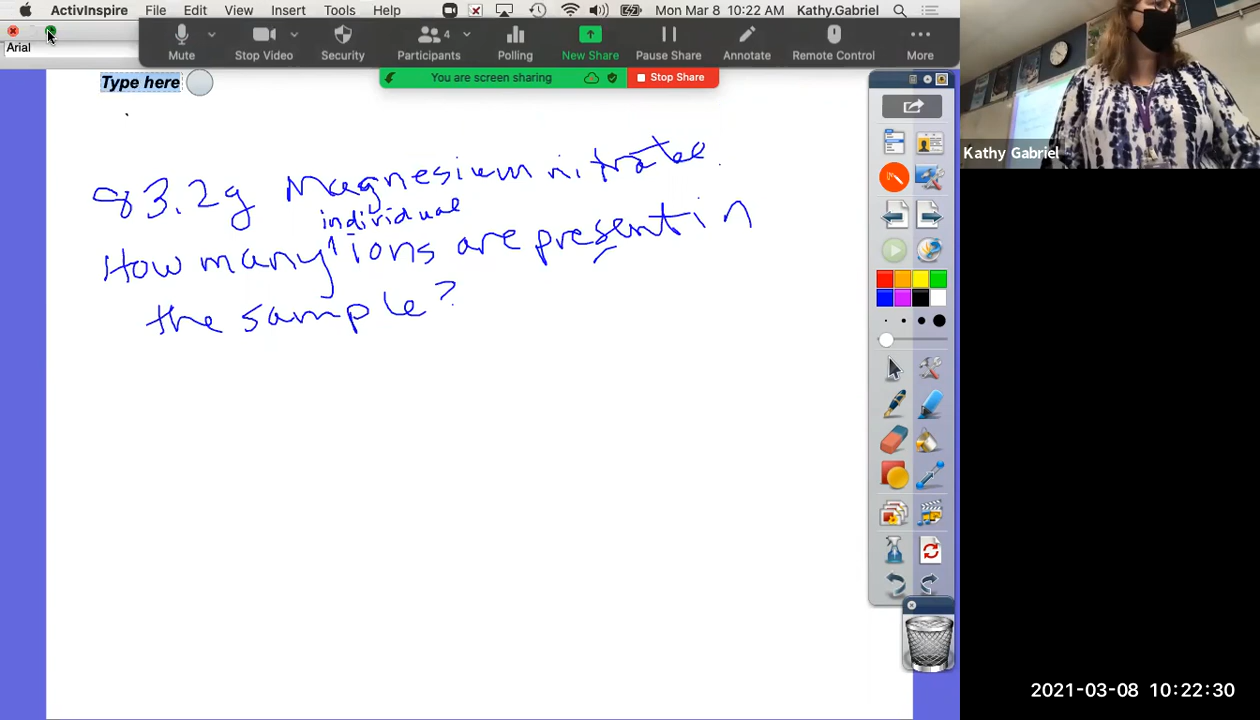 ActivInspire File Edit View Insert Tools Help Mon Mar 8 10:22 AM Kathy.Gabriel
Arial
Mute Stop Video Security Participants 4 Polling New Share Pause Share Annotate Remote Control More
You are screen sharing Stop Share
Type here
83.2g Magnesium nitrate.
individual
How many ions are present in
the sample?
Kathy Gabriel
2021-03-08 10:22:30